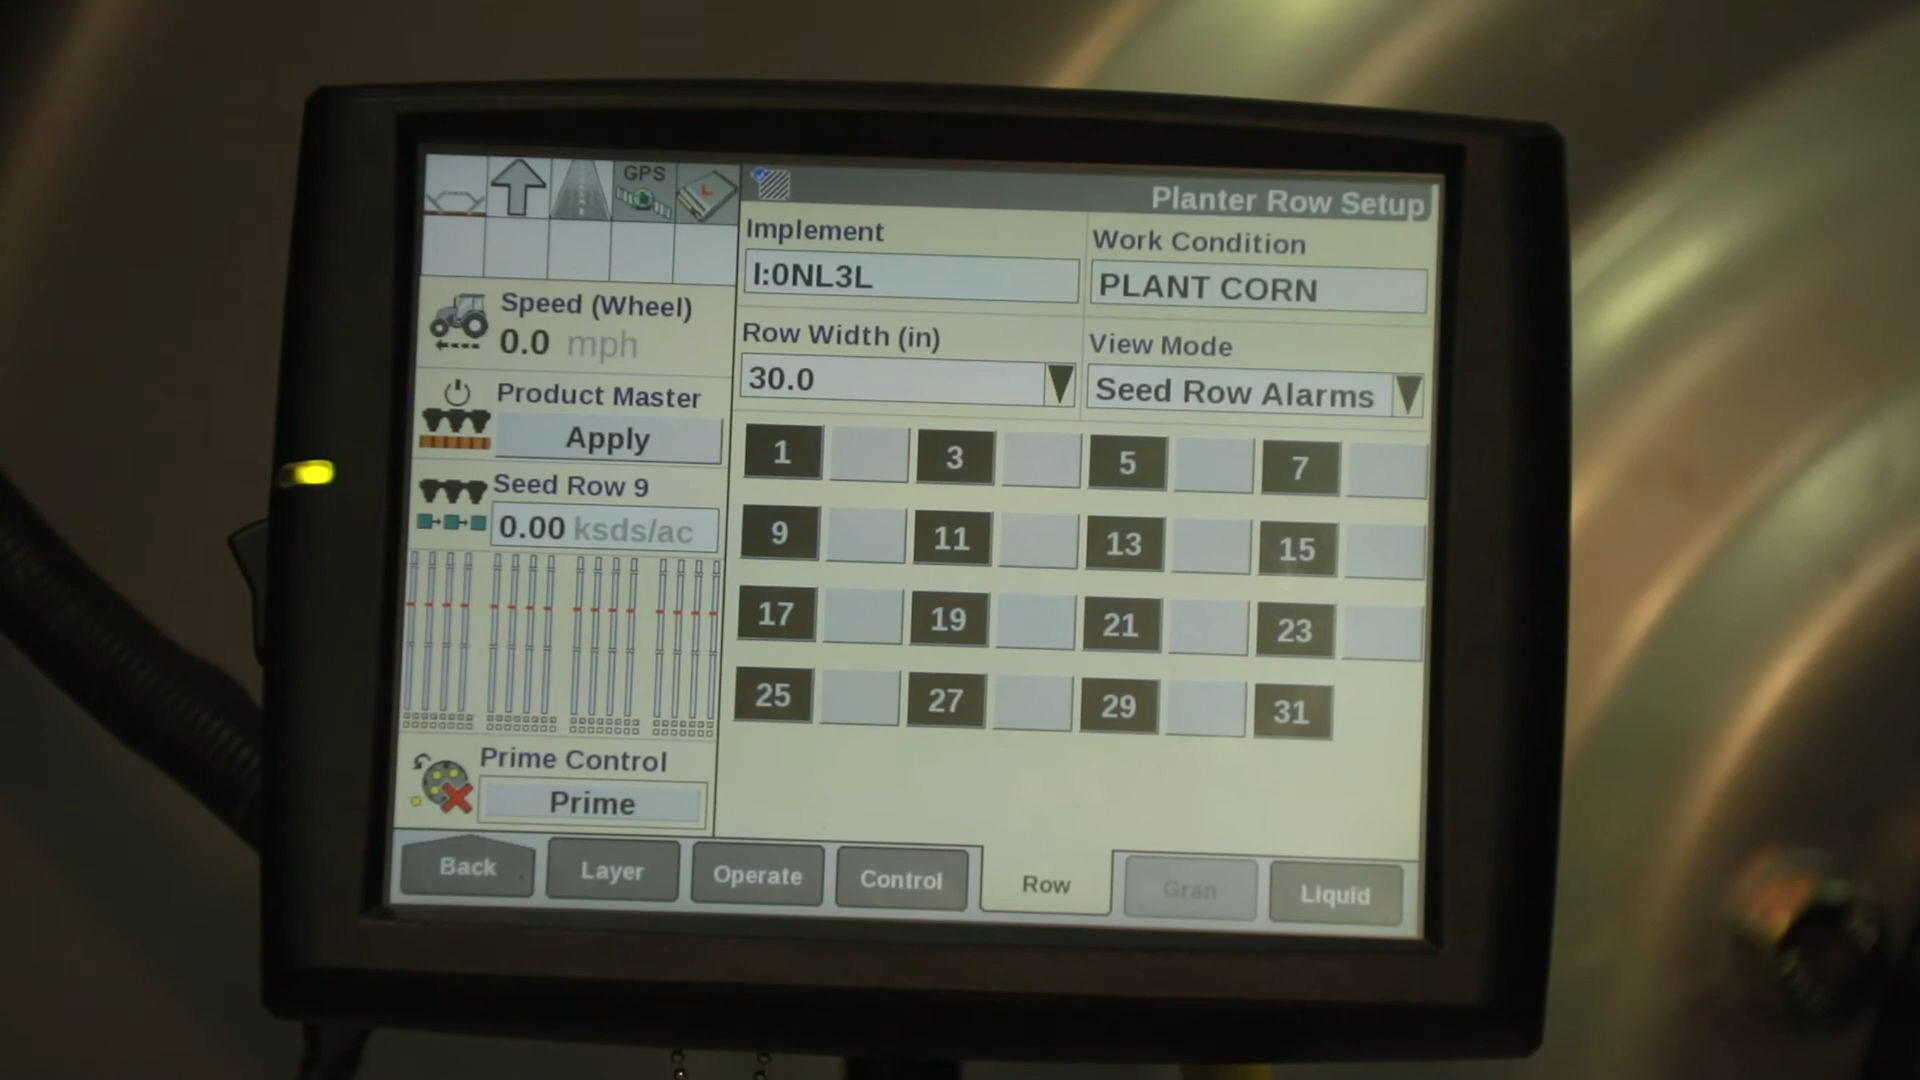 GPS
Planter Row Setup
Implement
I:0NL3L
Work Condition
PLANT CORN
Speed (Wheel)
0.0 mph
Row Width (in)
30.0
View Mode
Seed Row Alarms
Product Master
Apply
Seed Row 9
0.00 ksds/ac
1 3 5 7
9 11 13 15
17 19 21 23
25 27 29 31
Prime Control
Prime
Back Layer Operate Control Row Gran Liquid